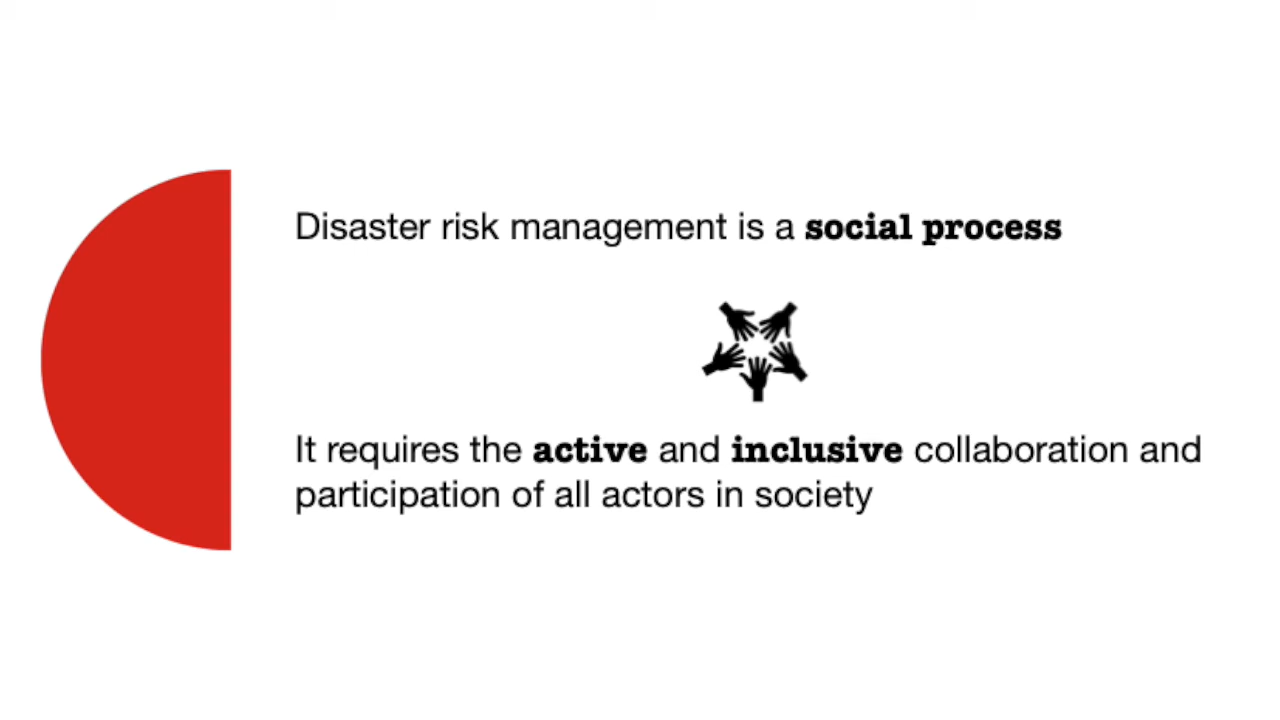 Disaster risk management is a social process
It requires the active and inclusive collaboration and
participation of all actors in society